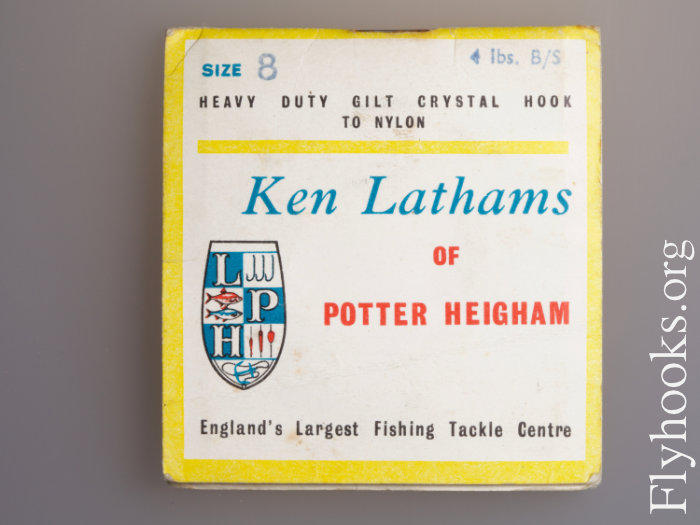 SIZE 8
4 lbs. B/S
HEAVY DUTY GILT CRYSTAL HOOK
TO NYLON
Ken Lathams
OF
POTTER HEIGHAM
L
P
H
England's Largest Fishing Tackle Centre
Flyhooks.org